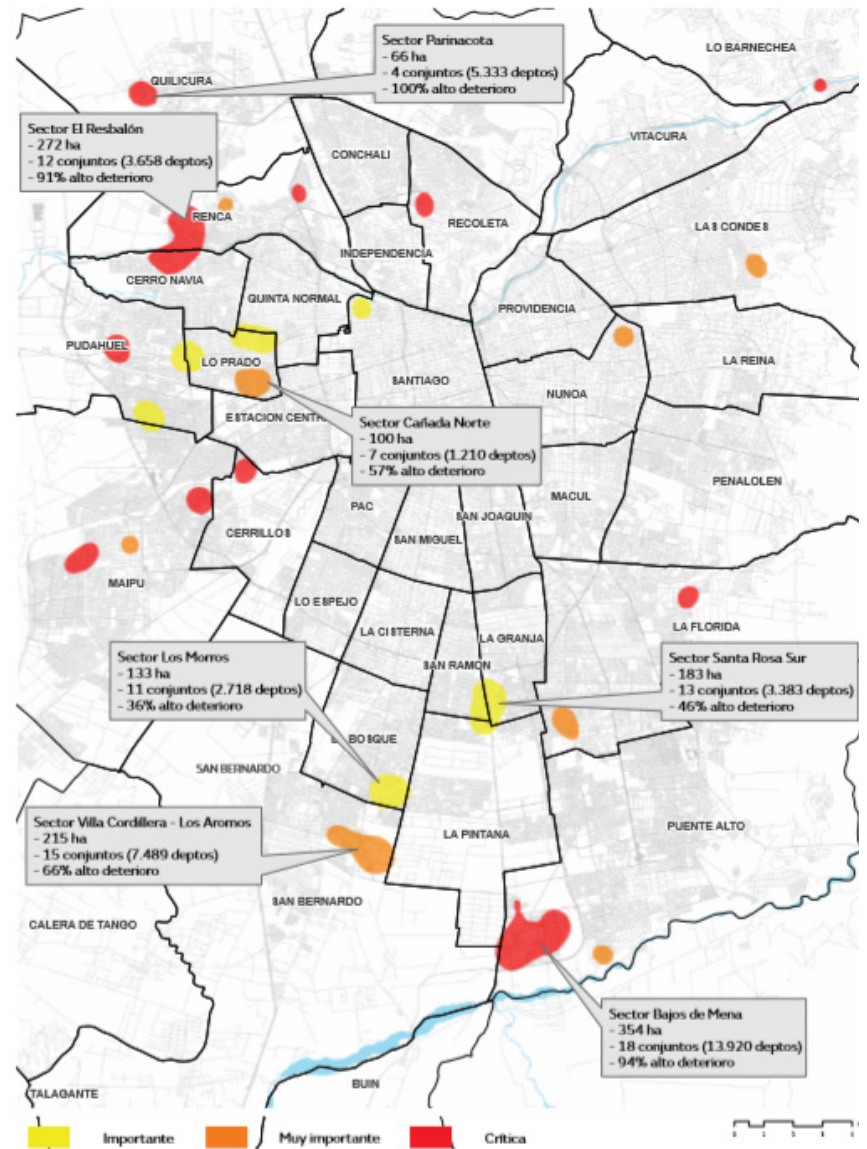 Sector Parinacota
- 66 ha
- 4 conjuntos (5.333 deptos)
- 100% alto deterioro
LO BARNECHEA
QUILICURA
VITACURA
Sector El Resbalón
- 272 ha
- 12 conjuntos (3.658 deptos)
- 91% alto deterioro
CONCHALI
RENCA
RECOLETA
LAS CONDES
INDEPENDENCIA
CERRO NAVIA
QUINTA NORMAL
PROVIDENCIA
PUDAHUEL
LO PRADO
LA REINA
SANTIAGO
NUNOA
ESTACION CENTR
Sector Cañada Norte
- 100 ha
- 7 conjuntos (1.210 deptos)
- 57% alto deterioro
PENALOLEN
MACUL
PAC
SAN JOAQUIN
CERRILLOS
SAN MIGUEL
MAIPU
LO ESPEJO
LA CISTERNA
LA GRANJA
LA FLORIDA
SAN RAMON
Sector Los Morros
- 133 ha
- 11 conjuntos (2.718 deptos)
- 36% alto deterioro
Sector Santa Rosa Sur
- 183 ha
- 13 conjuntos (3.383 deptos)
- 46% alto deterioro
BOSQUE
SAN BERNARDO
Sector Villa Cordillera - Los Aromos
- 215 ha
- 15 conjuntos (7.489 deptos)
- 66% alto deterioro
LA PINTANA
PUENTE ALTO
SAN BERNARDO
CALERA DE TANGO
Sector Bajos de Mena
- 354 ha
- 18 conjuntos (13.920 deptos)
- 94% alto deterioro
BUIN
TALAGANTE
Importante
Muy importante
Crítica